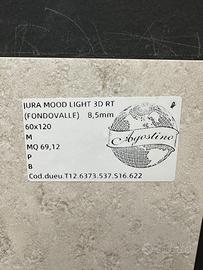 JURA MOOD LIGHT 3D RT
(FONDOVALLE) 8,5mm
60x120
M
MQ 69,12
P
B
Cod.dueu.T12.6373.537.S16.622
Agostino